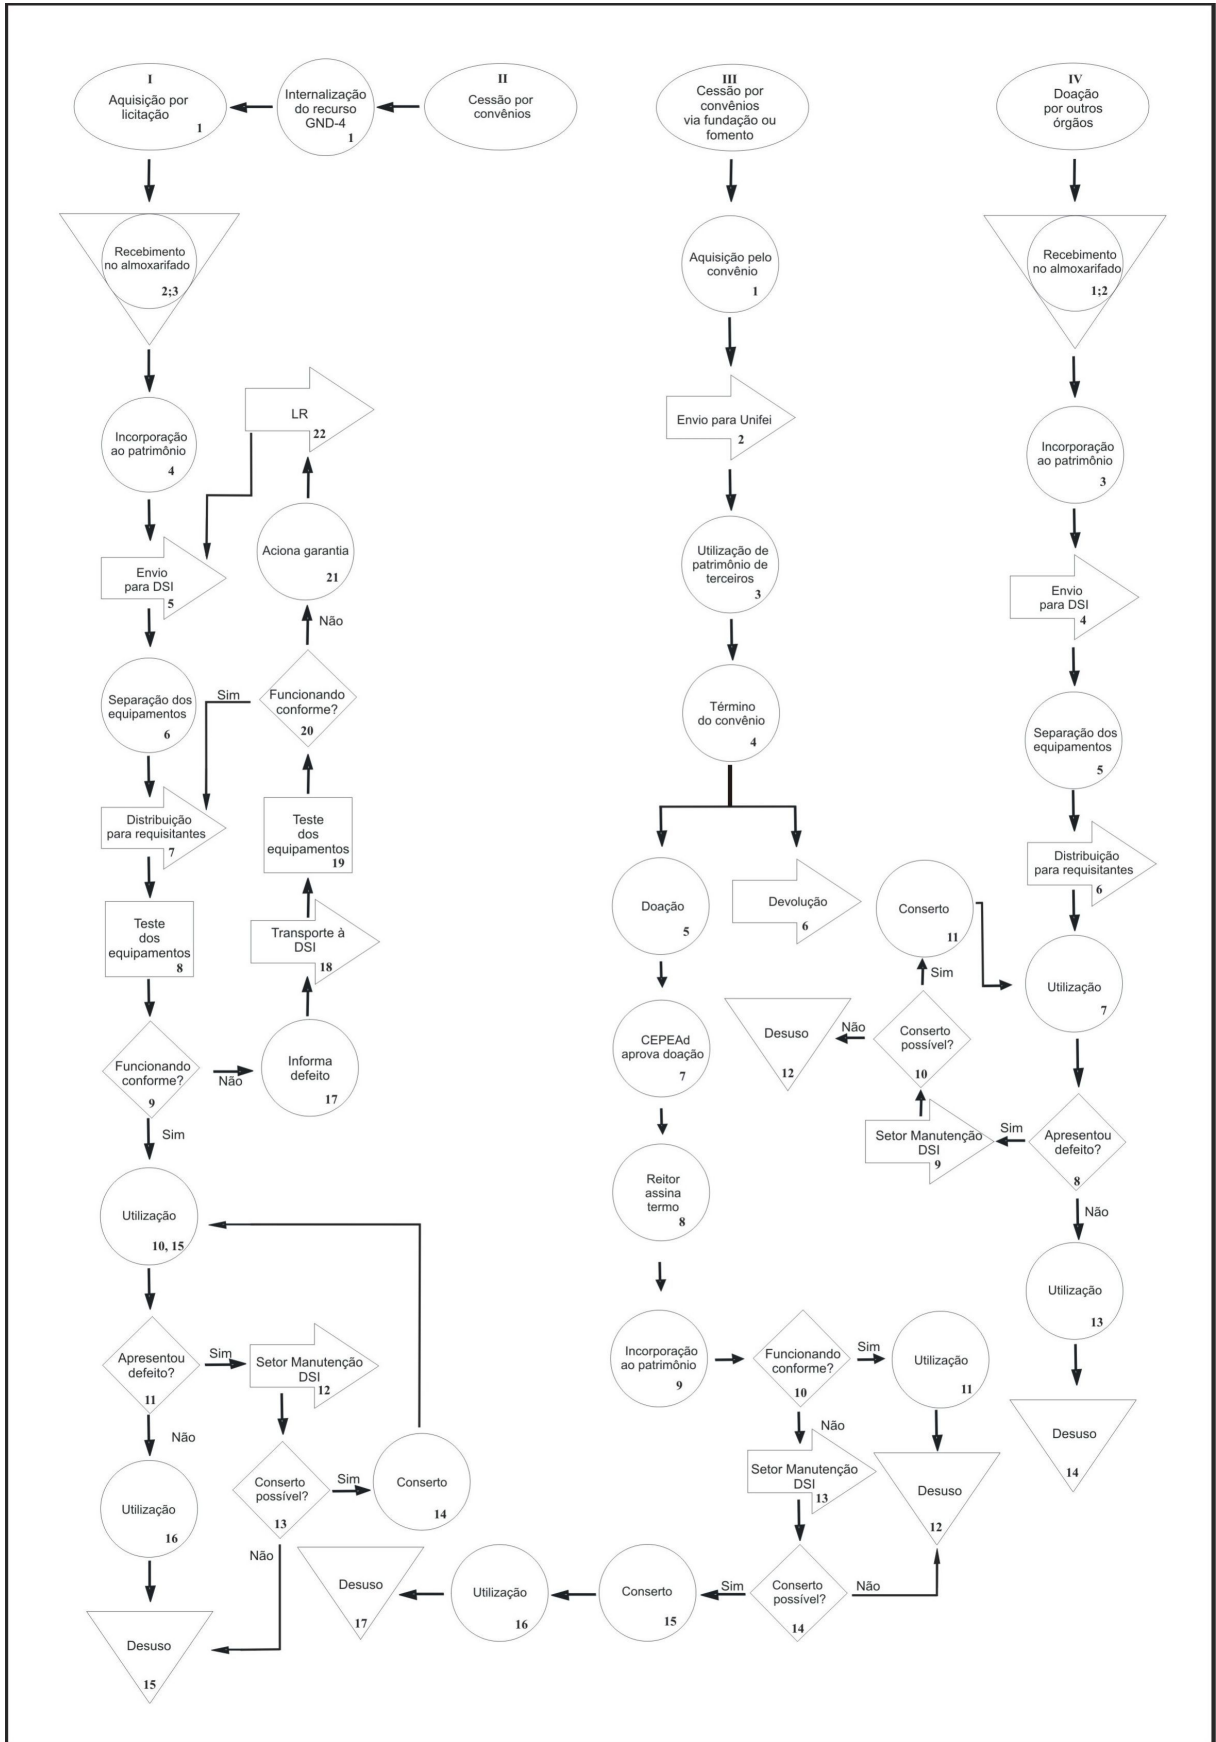 I
Aquisição por
licitação
1
Internalização
do recurso
GND-4
1
II
Cessão por
convênios
Recebimento
no almoxarifado
2;3
Incorporação
ao patrimônio
4
LR
22
Envio
para DSI
5
Aciona garantia
21
Não
Separação dos
equipamentos
6
Sim
Funcionando
conforme?
20
Distribuição
para requisitantes
7
Teste
dos
equipamentos
19
Teste
dos
equipamentos
8
Transporte à
DSI
18
Funcionando
conforme?
9
Não
Informa
defeito
17
Sim
Utilização
10, 15
Apresentou
defeito?
11
Sim
Setor Manutenção
DSI
12
Não
Conserto
possível?
13
Sim
Conserto
14
Utilização
16
Não
Desuso
15
III
Cessão por
convênios
via fundação ou
fomento
Aquisição pelo
convênio
1
Envio para Unifei
2
Utilização de
patrimônio de
terceiros
3
Término
do convênio
4
Doação
5
Devolução
6
CEPEAd
aprova doação
7
Reitor
assina
termo
8
Incorporação
ao patrimônio
9
Funcionando
conforme?
10
Sim
Utilização
11
Não
Setor Manutenção
DSI
13
Desuso
12
Conserto
possível?
14
Não
Sim
Conserto
15
Utilização
16
Desuso
17
IV
Doação
por outros
órgãos
Recebimento
no almoxarifado
1;2
Incorporação
ao patrimônio
3
Envio
para DSI
4
Separação dos
equipamentos
5
Distribuição
para requisitantes
6
Utilização
7
Apresentou
defeito?
8
Sim
Setor Manutenção
DSI
9
Conserto
possível?
10
Sim
Conserto
11
Não
Desuso
12
Não
Utilização
13
Desuso
14